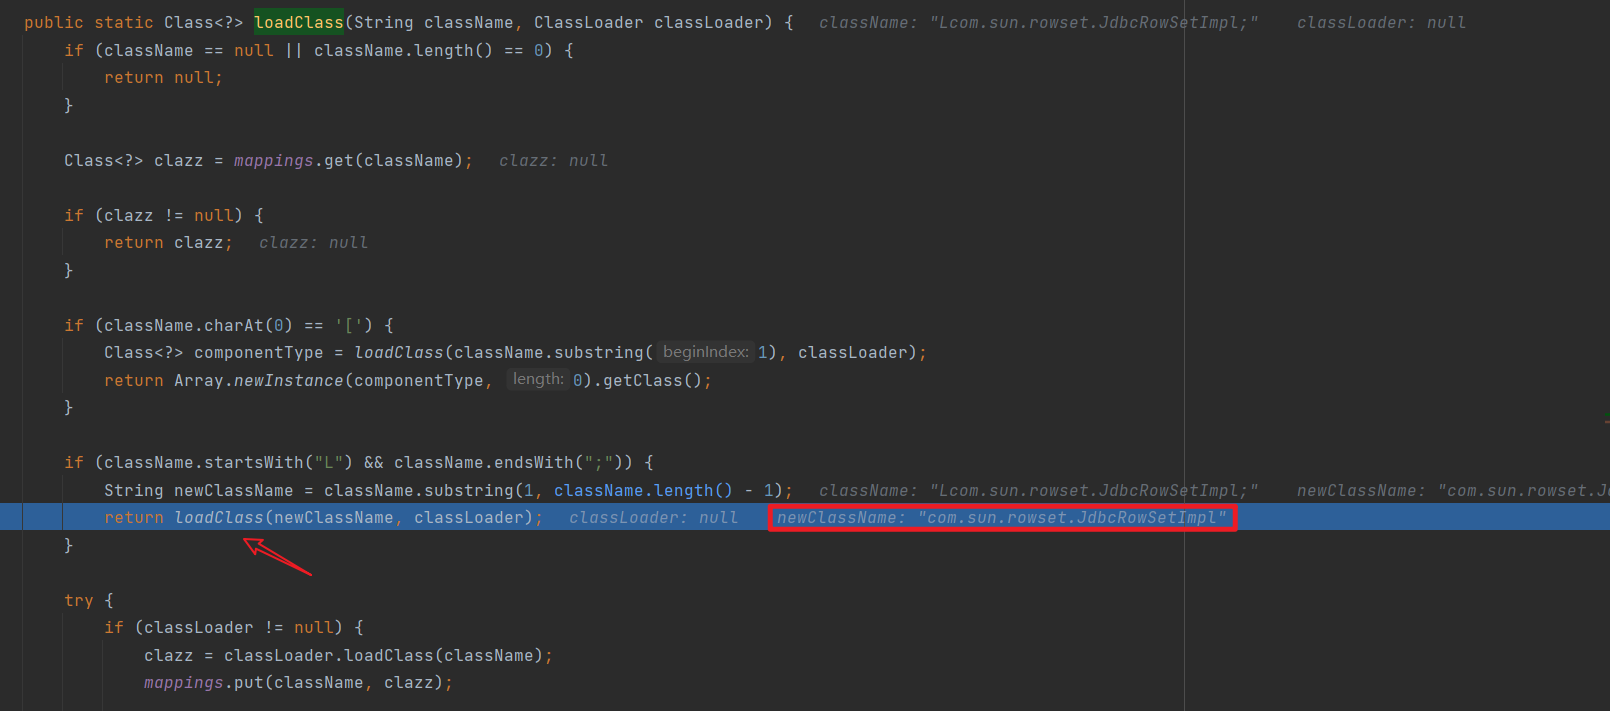 public static Class<?> loadClass(String className, ClassLoader classLoader) {  className: "Lcom.sun.rowset.JdbcRowSetImpl;"  classLoader: null
if (className == null || className.length() == 0) {
return null;
}
Class<?> clazz = mappings.get(className);  clazz: null
if (clazz != null) {
return clazz;  clazz: null
}
if (className.charAt(0) == '[') {
Class<?> componentType = loadClass(className.substring( beginIndex: 1), classLoader);
return Array.newInstance(componentType, length: 0).getClass();
}
if (className.startsWith("L") && className.endsWith(";")) {
String newClassName = className.substring(1, className.length() - 1);  className: "Lcom.sun.rowset.JdbcRowSetImpl;"  newClassName: "com.sun.rowset.J
return loadClass(newClassName, classLoader);  classLoader: null  newClassName: "com.sun.rowset.JdbcRowSetImpl"
}
try {
if (classLoader != null) {
clazz = classLoader.loadClass(className);
mappings.put(className, clazz);